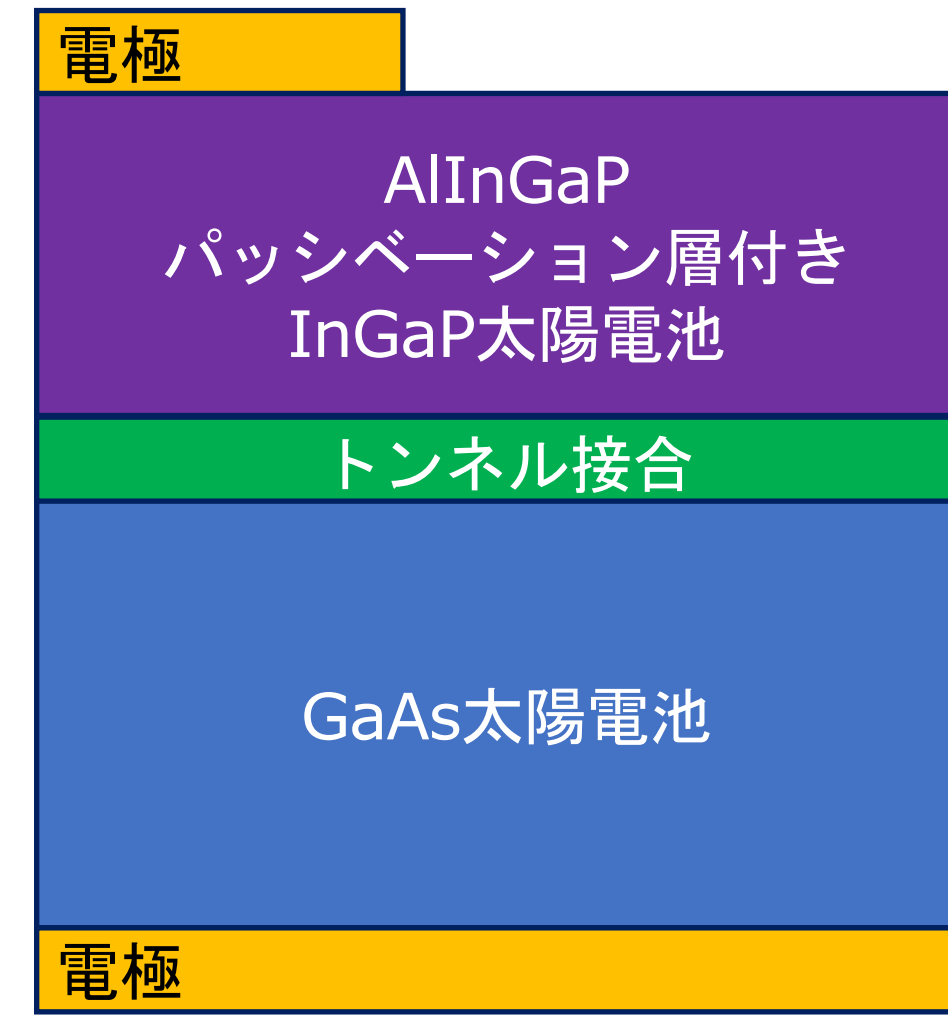 電極
AlInGaP
パッシベーション層付き
InGaP太陽電池
トンネル接合
GaAs太陽電池
電極